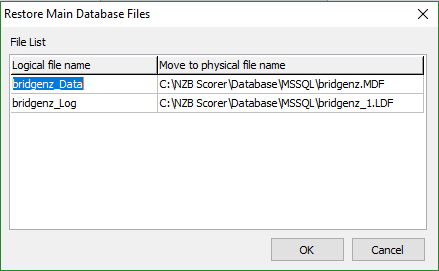 Restore Main Database Files
File List
Logical file name Move to physical file name
bridgenz_Data C:\NZB Scorer\Database\MSSQL\bridgenz.MDF
bridgenz_Log C:\NZB Scorer\Database\MSSQL\bridgenz_1.LDF
OK Cancel